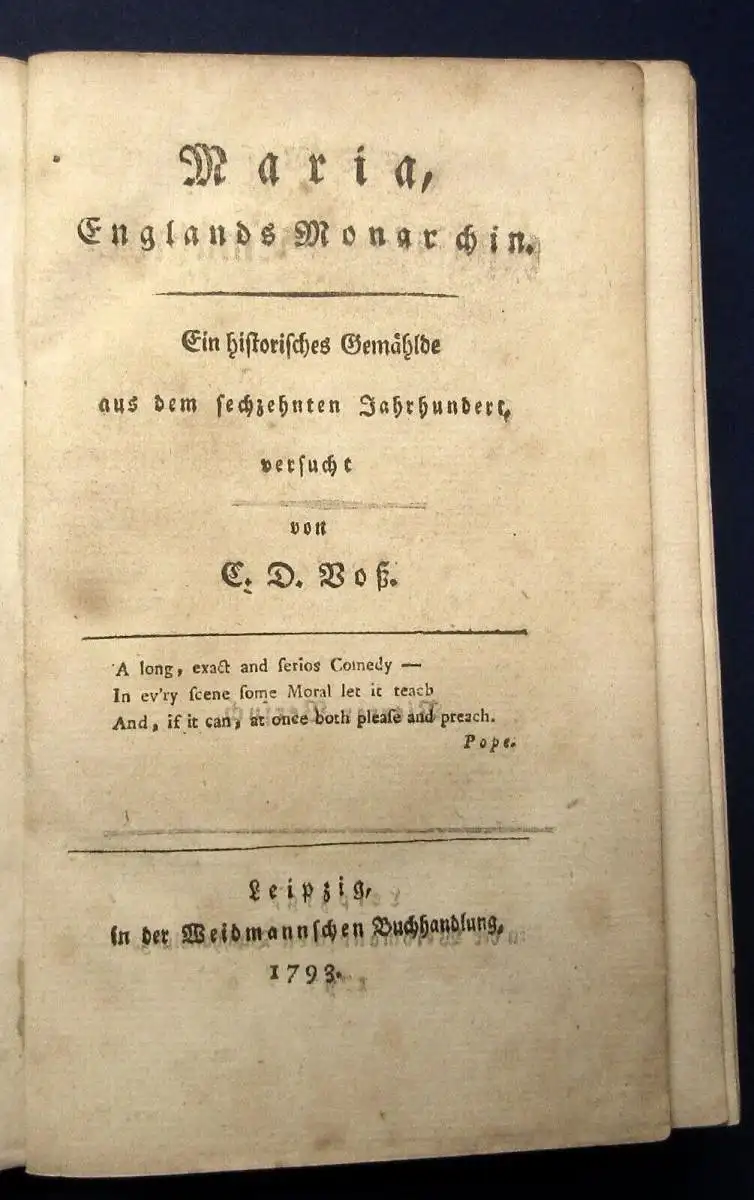 Maria,
Englands Monarchin.
Ein hiſtoriſches Gemählde
aus dem ſechzehnten Jahrhundert,
verſucht
von
C. D. Voß.
A long, exact and ſerios Comedy —
In ev'ry ſcene ſome Moral let it teach
And, if it can, at once both pleaſe and preach.
Pope.
Leipzig,
in der Weidmannſchen Buchhandlung,
1793.